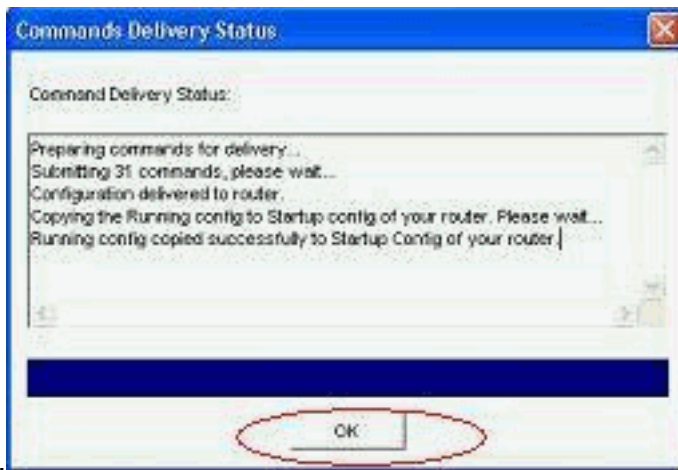 Commands Delivery Status
Command Delivery Status:
Preparing commands for delivery...
Submitting 31 commands, please wait...
Configuration delivered to router.
Copying the Running config to Startup config of your router. Please wait...
Running config copied successfully to Startup Config of your router.
OK